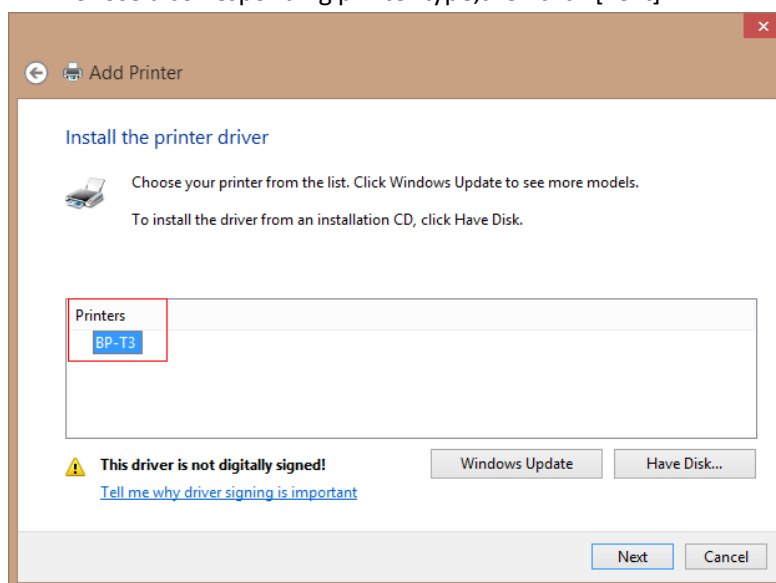 Add Printer
Install the printer driver
Choose your printer from the list. Click Windows Update to see more models.
To install the driver from an installation CD, click Have Disk.
Printers
BP-T3
This driver is not digitally signed!
Windows Update
Have Disk...
Tell me why driver signing is important
Next
Cancel